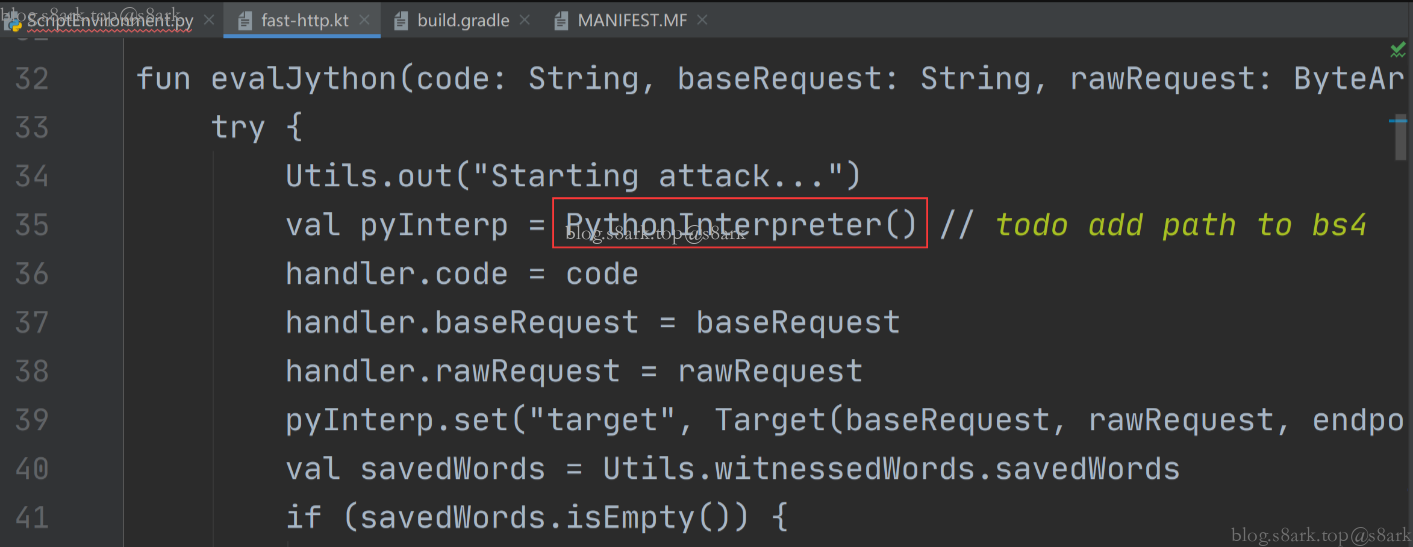 blog.s8ark.top@s8ark
ScriptEnvironment.py fast-http.kt build.gradle MANIFEST.MF
32 fun evalJython(code: String, baseRequest: String, rawRequest: ByteAr
33 try {
34 Utils.out("Starting attack...")
35 val pyInterp = PythonInterpreter() // todo add path to bs4
blog.s8ark.top@s8ark
36 handler.code = code
37 handler.baseRequest = baseRequest
38 handler.rawRequest = rawRequest
39 pyInterp.set("target", Target(baseRequest, rawRequest, endpo
40 val savedWords = Utils.witnessedWords.savedWords
41 if (savedWords.isEmpty()) {
blog.s8ark.top@s8ark